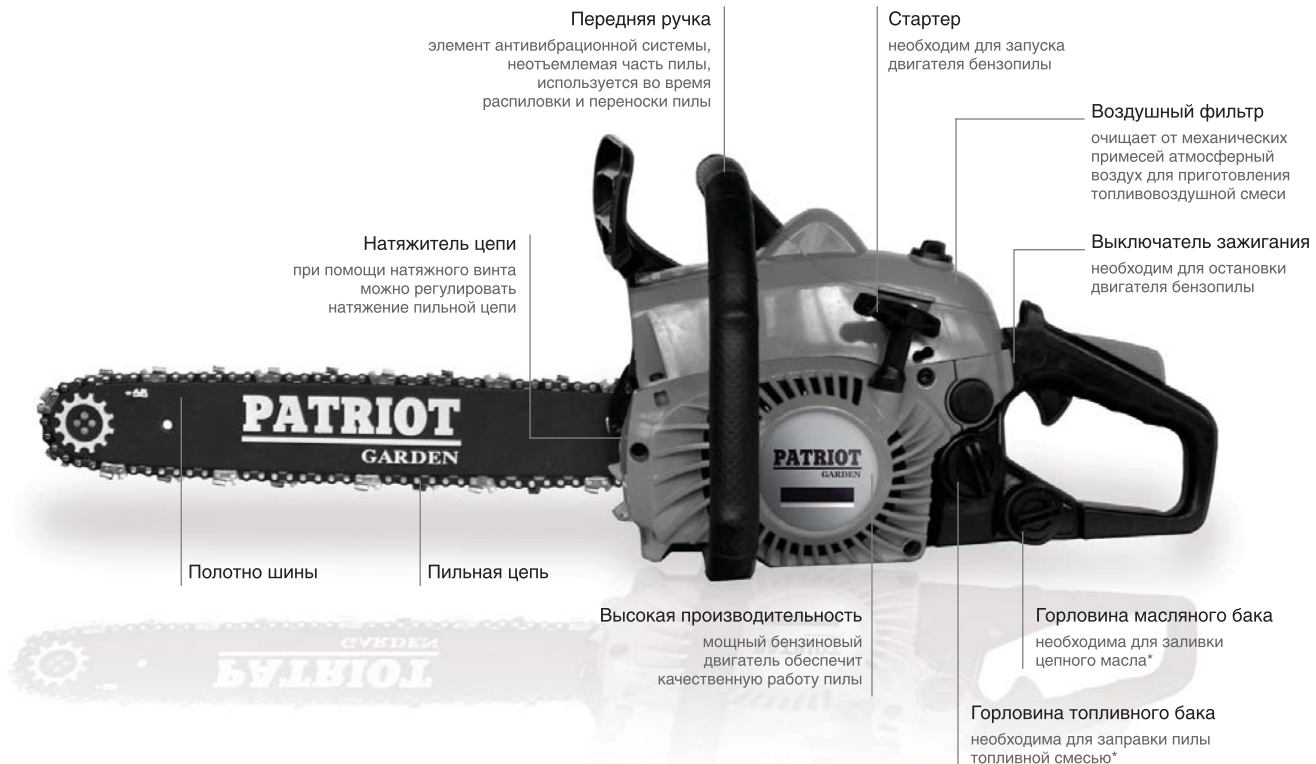 Передняя ручка
элемент антивибрационной системы,
неотъемлемая часть пилы,
используется во время
распиловки и переноски пилы
Стартер
необходим для запуска
двигателя бензопилы
Воздушный фильтр
очищает от механических
примесей атмосферный
воздух для приготовления
топливовоздушной смеси
Натяжитель цепи
при помощи натяжного винта
можно регулировать
натяжение пильной цепи
Выключатель зажигания
необходим для остановки
двигателя бензопилы
PATRIOT
GARDEN
PATRIOT
GARDEN
Полотно шины
Пильная цепь
Высокая производительность
мощный бензиновый
двигатель обеспечит
качественную работу пилы
Горловина масляного бака
необходима для заливки
цепного масла*
Горловина топливного бака
необходима для заправки пилы
топливной смесью*